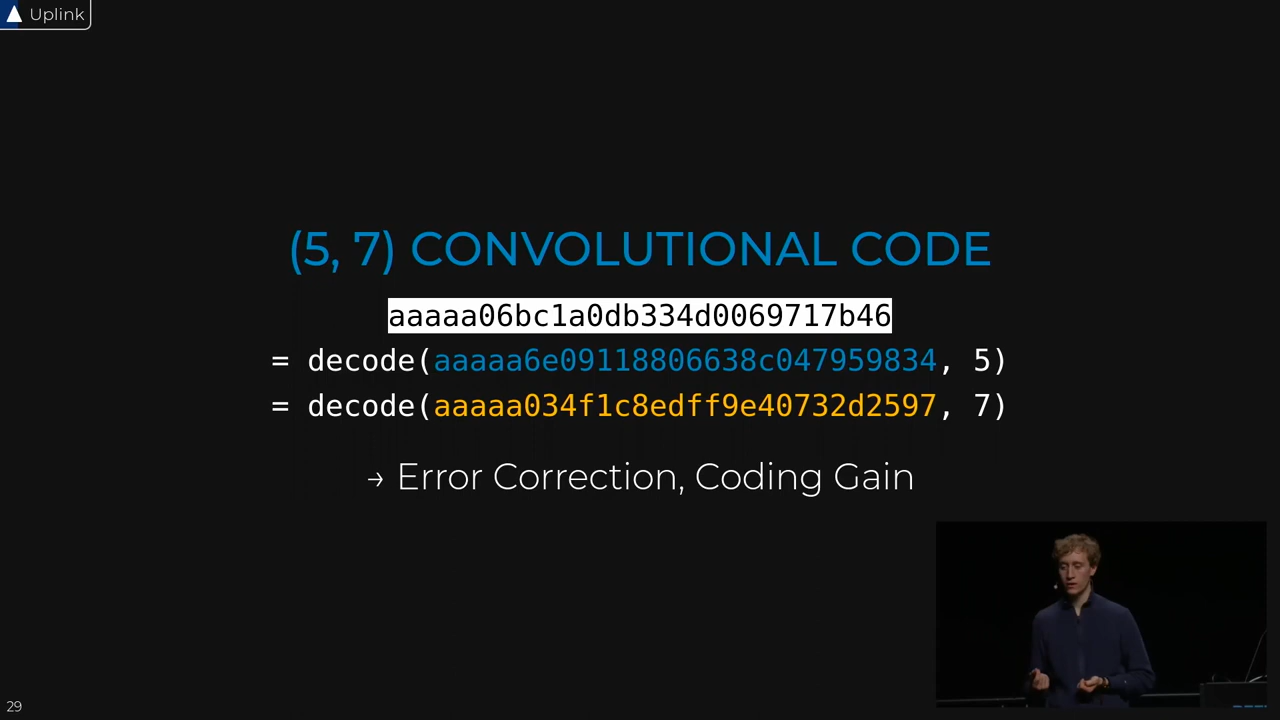 Uplink
(5, 7) CONVOLUTIONAL CODE
aaaaa06bc1a0db334d0069717b46
= decode(aaaaa6e09118806638c047959834, 5)
= decode(aaaaa034f1c8edff9e40732d2597, 7)
→ Error Correction, Coding Gain
29